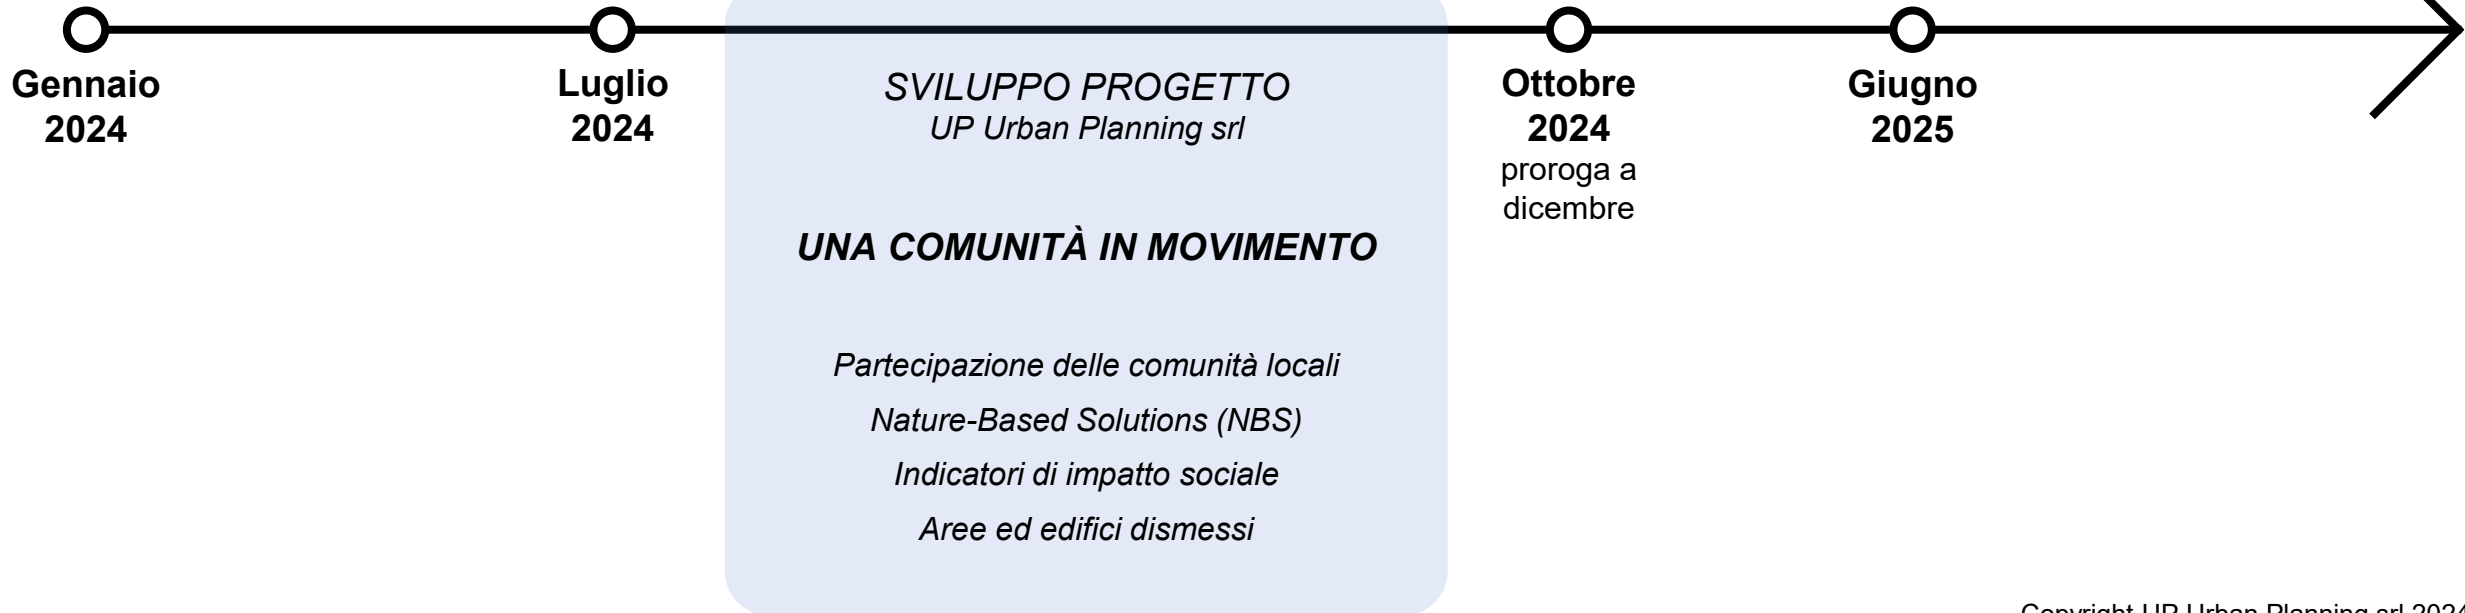 Gennaio
2024
Luglio
2024
SVILUPPO PROGETTO
UP Urban Planning srl
UNA COMUNITÀ IN MOVIMENTO
Partecipazione delle comunità locali
Nature-Based Solutions (NBS)
Indicatori di impatto sociale
Aree ed edifici dismessi
Ottobre
2024
proroga a
dicembre
Giugno
2025
Copyright UP Urban Planning srl 2024